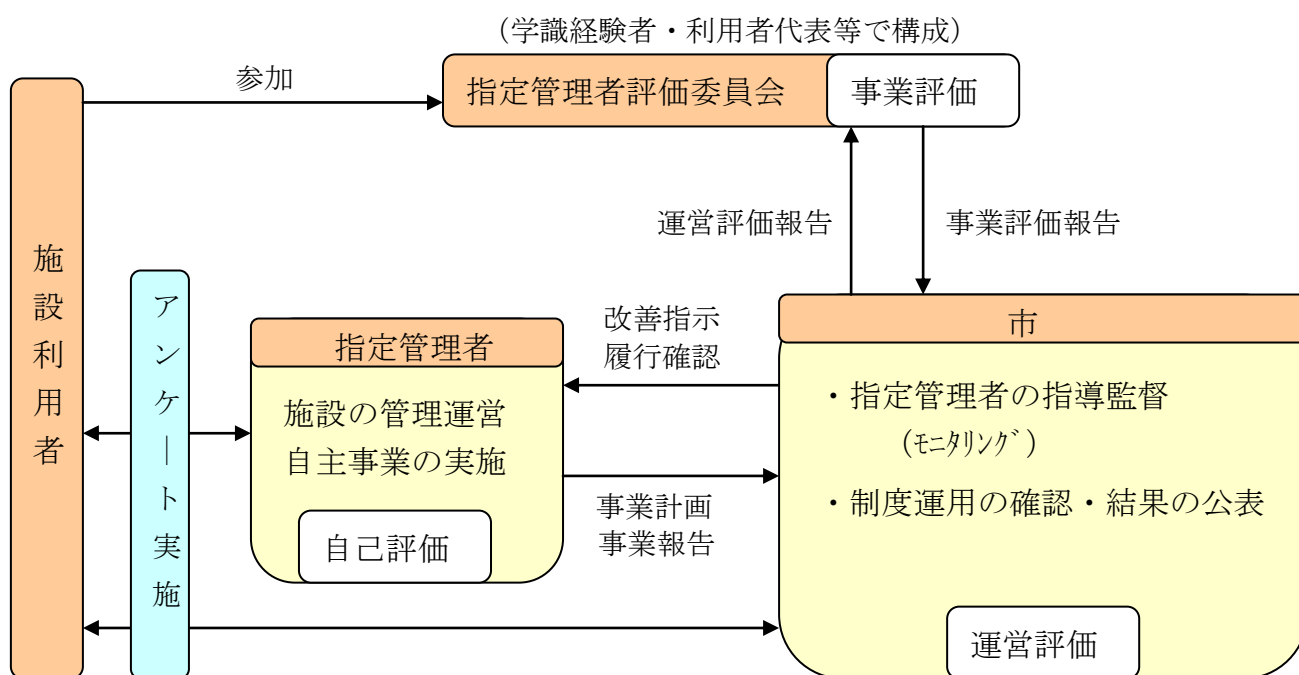 （学識経験者・利用者代表等で構成）
参加
指定管理者評価委員会
事業評価
運営評価報告
事業評価報告
施設利用者
アンケート実施
指定管理者
施設の管理運営
自主事業の実施
自己評価
改善指示
履行確認
事業計画
事業報告
市
・指定管理者の指導監督
（ﾓﾆﾀﾘﾝｸﾞ）
・制度運用の確認・結果の公表
運営評価